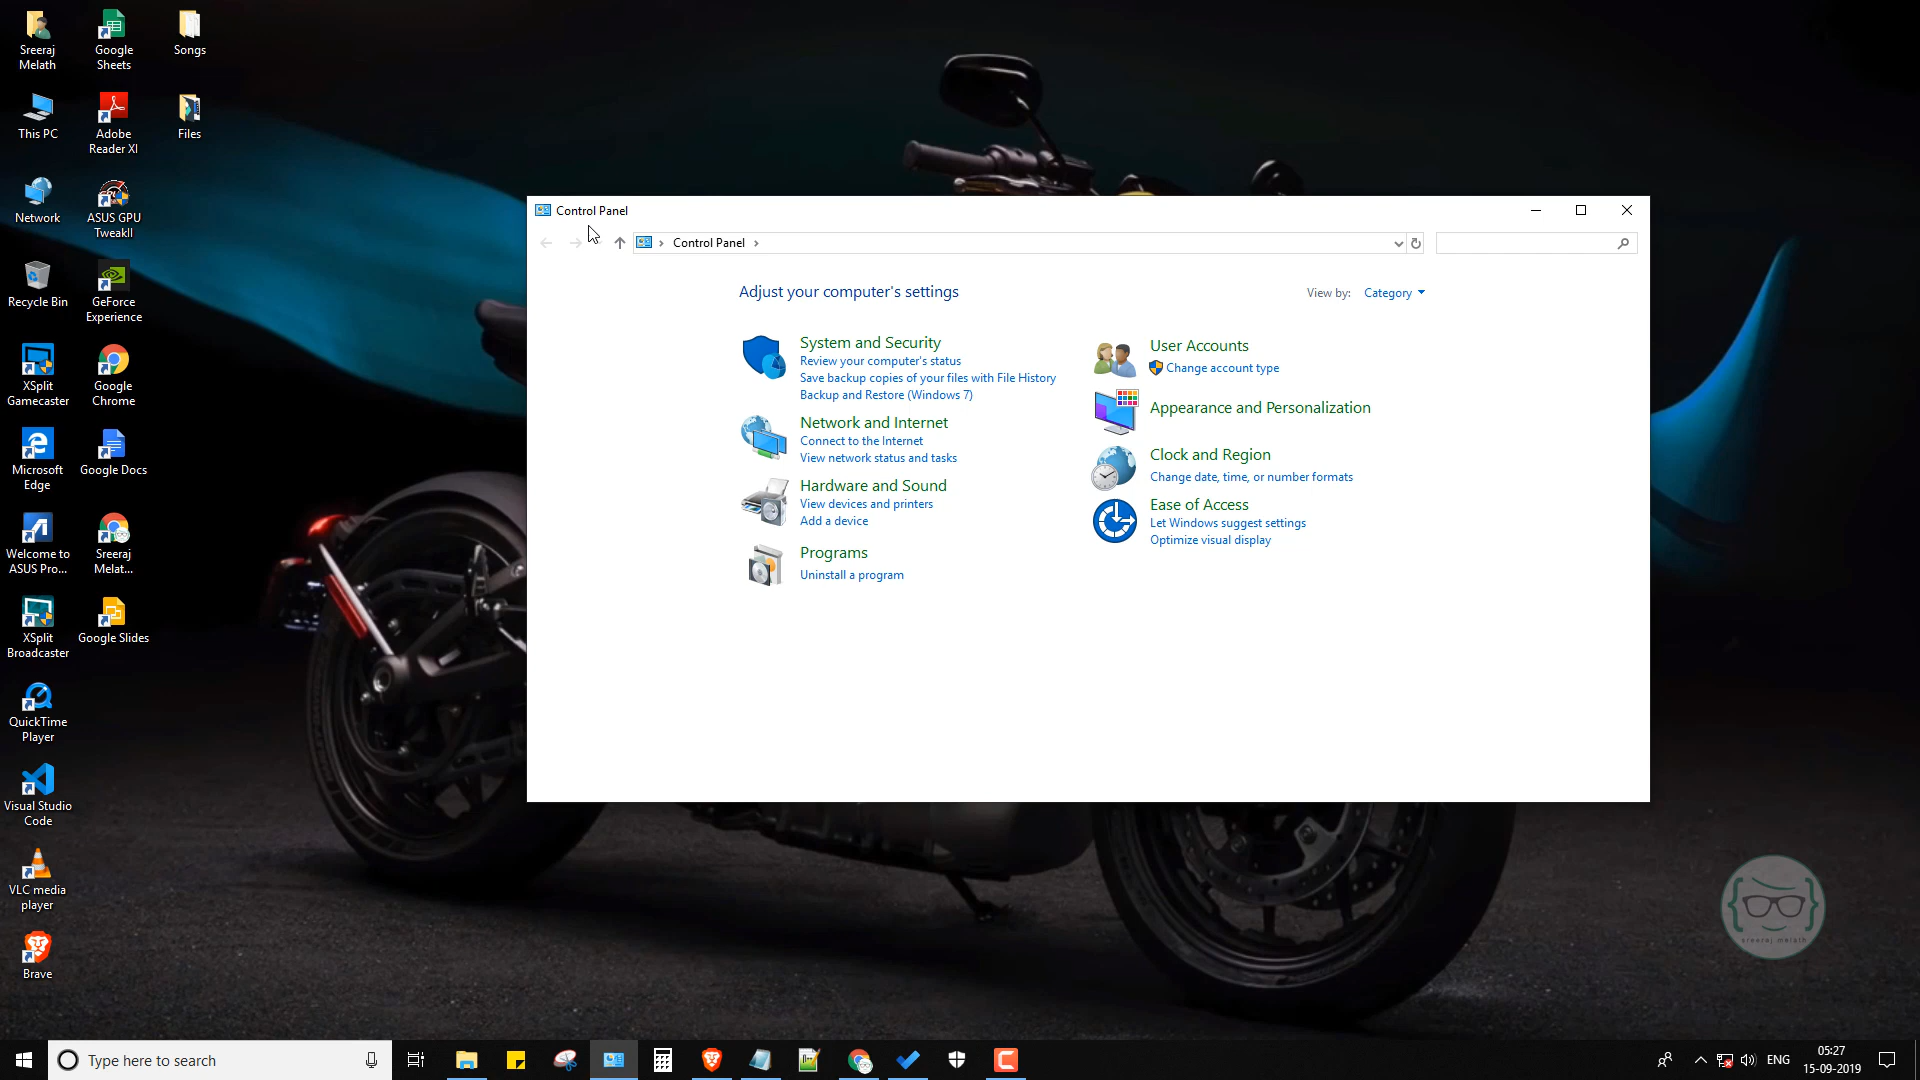 Sreeraj
Melath
Google
Sheets
Songs
This PC
Adobe
Reader XI
Files
Network
ASUS GPU
TweakII
Recycle Bin
GeForce
Experience
XSplit
Gamecaster
Google
Chrome
Microsoft
Edge
Google Docs
Welcome to
ASUS Pro...
Sreeraj
Melat...
XSplit
Broadcaster
Google Slides
QuickTime
Player
Visual Studio
Code
VLC media
player
Brave
Control Panel
Control Panel
Adjust your computer's settings
View by: Category
System and Security
Review your computer's status
Save backup copies of your files with File History
Backup and Restore (Windows 7)
Network and Internet
Connect to the Internet
View network status and tasks
Hardware and Sound
View devices and printers
Add a device
Programs
Uninstall a program
User Accounts
Change account type
Appearance and Personalization
Clock and Region
Change date, time, or number formats
Ease of Access
Let Windows suggest settings
Optimize visual display
sreeraj melath
Type here to search
ENG
05:27
15-09-2019